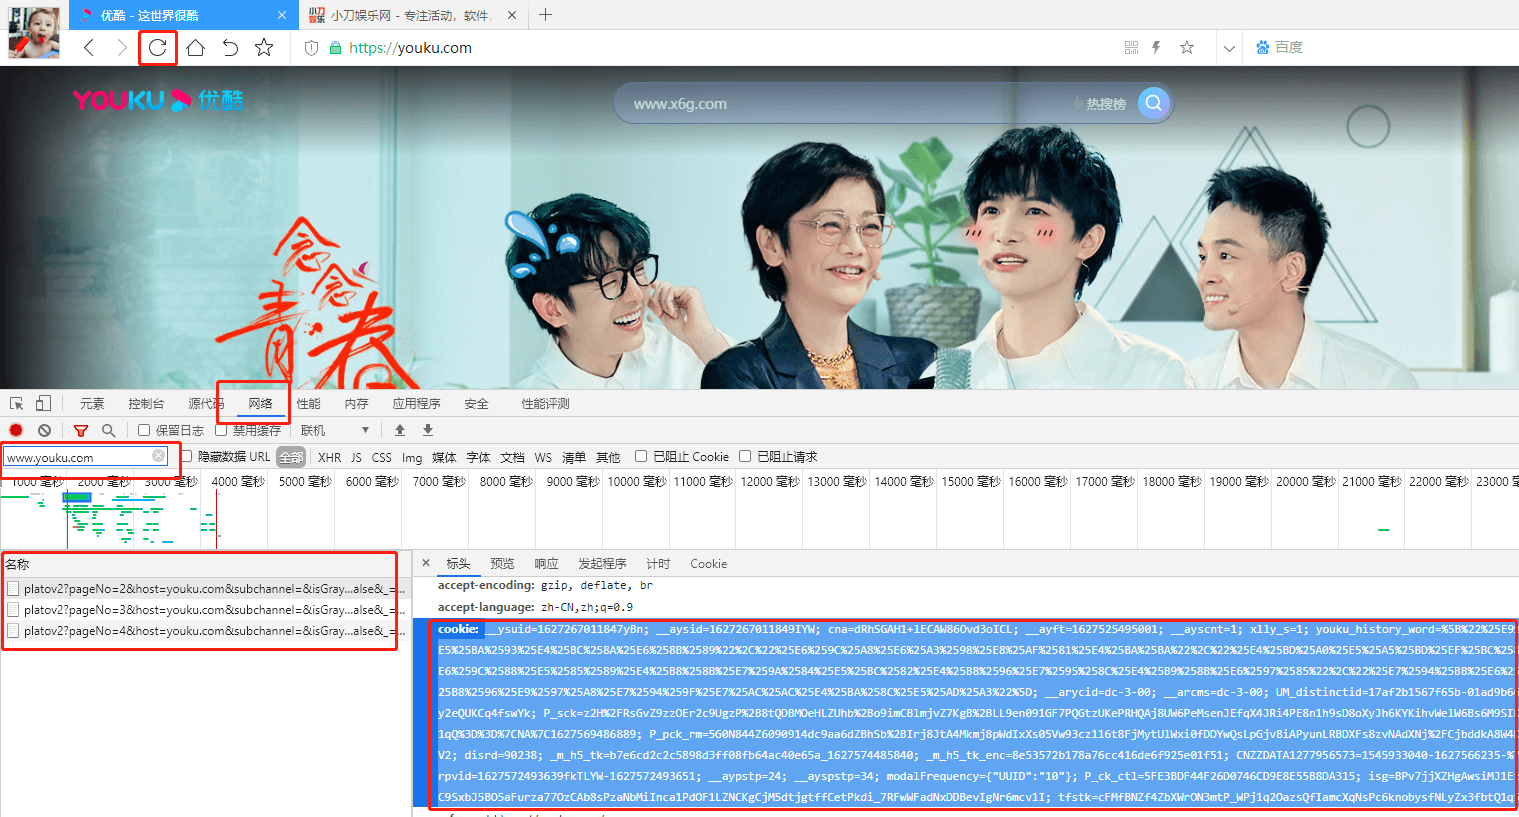 优酷 - 这世界很酷
小刀娱乐网 - 专注活动，软件，
https://youku.com
百度
YOUKU 优酷
www.x6g.com
热搜榜
念念青春
元素 控制台 源代码 网络 性能 内存 应用程序 安全 性能评测
保留日志 禁用缓存 联机
www.youku.com
隐藏数据 URL 全部 XHR JS CSS Img 媒体 字体 文档 WS 清单 其他 已阻止 Cookie 已阻止请求
1000 毫秒 2000 毫秒 3000 毫秒 4000 毫秒 5000 毫秒 6000 毫秒 7000 毫秒 8000 毫秒 9000 毫秒 10000 毫秒 11000 毫秒 12000 毫秒 13000 毫秒 14000 毫秒 15000 毫秒 16000 毫秒 17000 毫秒 18000 毫秒 19000 毫秒 20000 毫秒 21000 毫秒 22000 毫秒 23000
名称
platov2?pageNo=2&host=youku.com&subchannel=&isGray...alse&_=...
platov2?pageNo=3&host=youku.com&subchannel=&isGray...alse&_=...
platov2?pageNo=4&host=youku.com&subchannel=&isGray...alse&_=...
标头 预览 响应 发起程序 计时 Cookie
accept-encoding: gzip, deflate, br
accept-language: zh-CN,zh;q=0.9
cookie: __ysuid=1627267011847yBn; __aysid=1627267011849IYW; cna=dRhSGAH1+1ECAW86Ovd3oICL; __ayft=1627525495001; __ayscnt=1; xlly_s=1; youku_history_word=%5B%22%25E9
E5%25BA%2593%25E4%25BC%258A%25E6%258B%2589%22%2C%22%25E6%259C%25A8%25E6%25A3%2598%25E8%25AF%2581%25E4%25BA%25BA%22%2C%22%25E4%25BD%25A0%25E5%25A5%25BD%25EF%25BC%258
E6%259C%2588%25E5%2585%2589%25E4%25B8%258B%25E7%259A%2584%25E5%25BC%2582%25E4%25B8%2596%25E7%2595%258C%25E4%25B9%258B%25E6%2597%2585%22%2C%22%25E7%2594%25BB%25E6%25
25B8%2596%25E9%2597%25A8%25E7%2594%259F%25E7%25AC%25AC%25E4%25BA%258C%25E5%25AD%25A3%22%5D; __arycid=dc-3-00; __arcms=dc-3-00; UM_distinctid=17af2b1567f65b-01ad9b6
y2eQUKCq4fswYk; P_sck=z2H%2FRsGvZ9zzOEr2c9UgzP%2B8tQDBMOeHLZUhb%2Bo9imCBlmjvZ7KgB%2BLL9en091GF7PQGtzUKePRHQAj8UW6PeMsenJEfqX4JRi4PE8n1h9sD8oXyJh6KYKihvWelW6Bs6M9SI
1qQ%3D%3D%7CNA%7C1627569486889; P_pck_rm=5G0N844Z6090914dc9aa6dZBhSb%2BIrj8JtA4Mkmj8pWdIxXs05Vw93cz116t8FjMytUlWxi0fDDYwQsLpGjv8iAPyunLRBDXFs8zvNAdXNj%2FCjbddkA8W4
V2; disrd=90238; _m_h5_tk=b7e6cd2c2c5898d3ff08fb64ac40e65a_1627574485840; _m_h5_tk_enc=8e53572b178a76cc416de6f925e01f51; CNZZDATA1277956573=1545933040-1627566235-%
rpvid=1627572493639fkTLYW-1627572493651; __aypstp=24; __ayspstp=34; modalFrequency={"UUID":"10"}; P_ck_ctl=5FE3BDF44F26D0746CD9E8E55B8DA315; isg=BPv7jjXZHgAwsiMJ1E
C9SxbJ5BO5aFurza77OzCAb8sPzaNbMiInca1PdOF1LZNCKgCjM5dtjgtffCetPkdi_7RFwWFadNxDDBevIgNr6mcv1I; tfstk=cFMfBNZf4ZbXWrON3mtP_WPj1q2OazsQfIamcXqNsPc6knobysfNLyZx3fbtQ1q